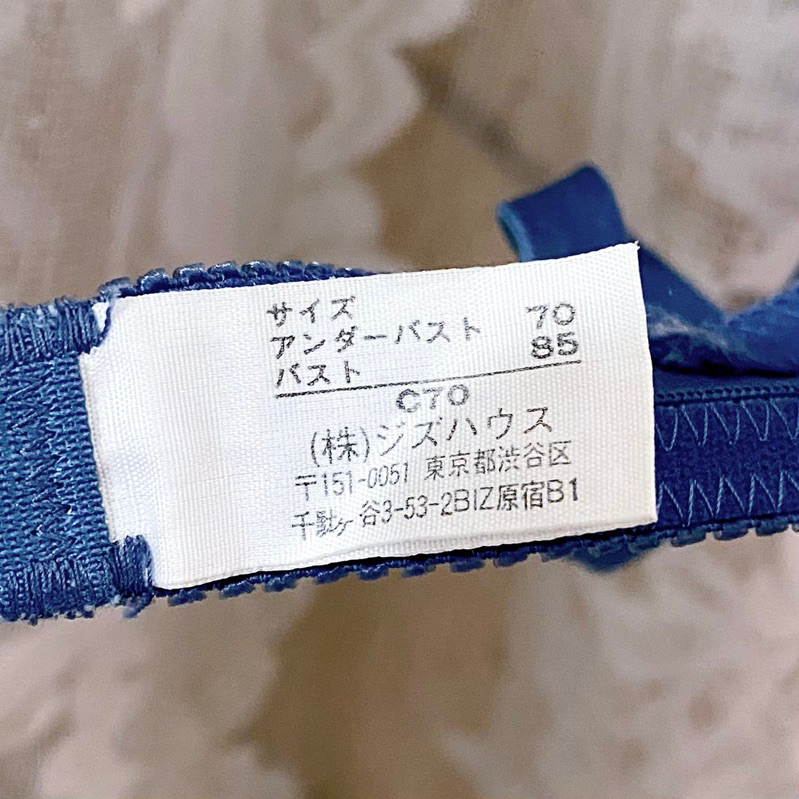 サイズ
アンダーバスト 70
バスト 85
C70
(株)ジズハウス
〒151-0051 東京都渋谷区
千駄ヶ谷3-53-2BIZ原宿B1